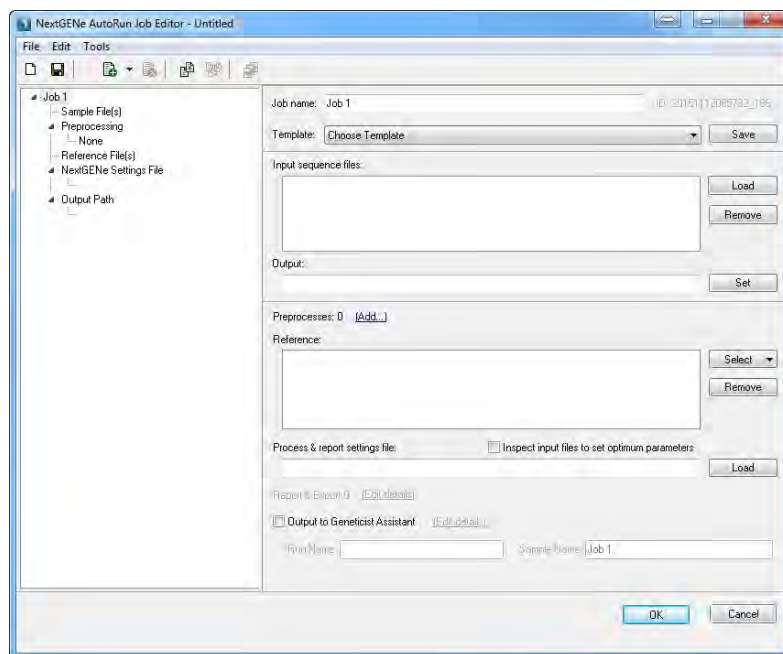 NextGENe AutoRun Job Editor - Untitled
File Edit Tools
Job 1
Sample File(s)
Preprocessing
None
Reference File(s)
NextGENe Settings File
Output Path
Job name: Job 1
Template: Choose Template Save
Input sequence files:
Load
Remove
Output:
Set
Preprocesses: 0 (Add...)
Reference:
Select
Remove
Process & report settings file: Inspect input files to set optimum parameters
Load
Report & Export: 0 (Edit details)
Output to Geneticist Assistant (Edit details)
Run Name Sample Name Job 1
OK Cancel